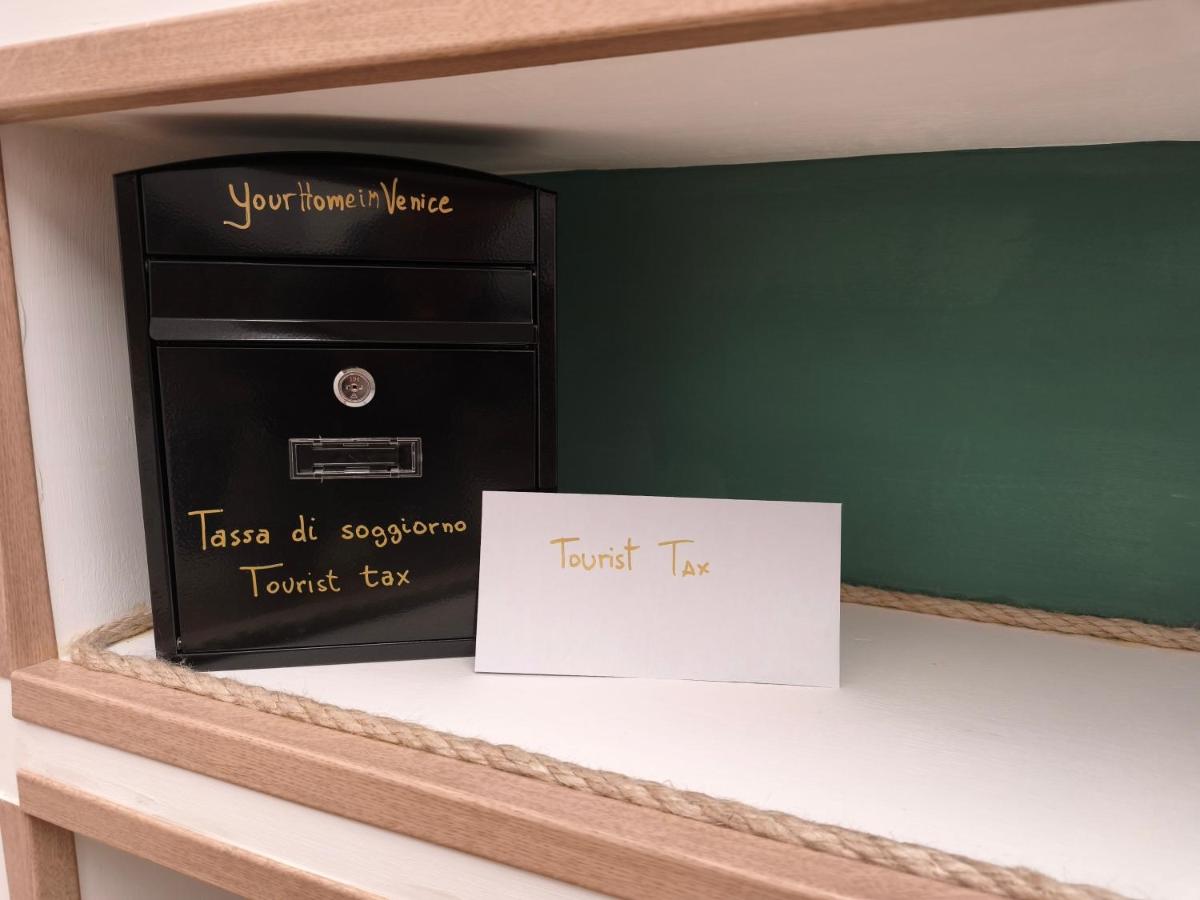 YourHomeinVenice
Tassa di soggiorno
Tourist tax
Tourist Tax